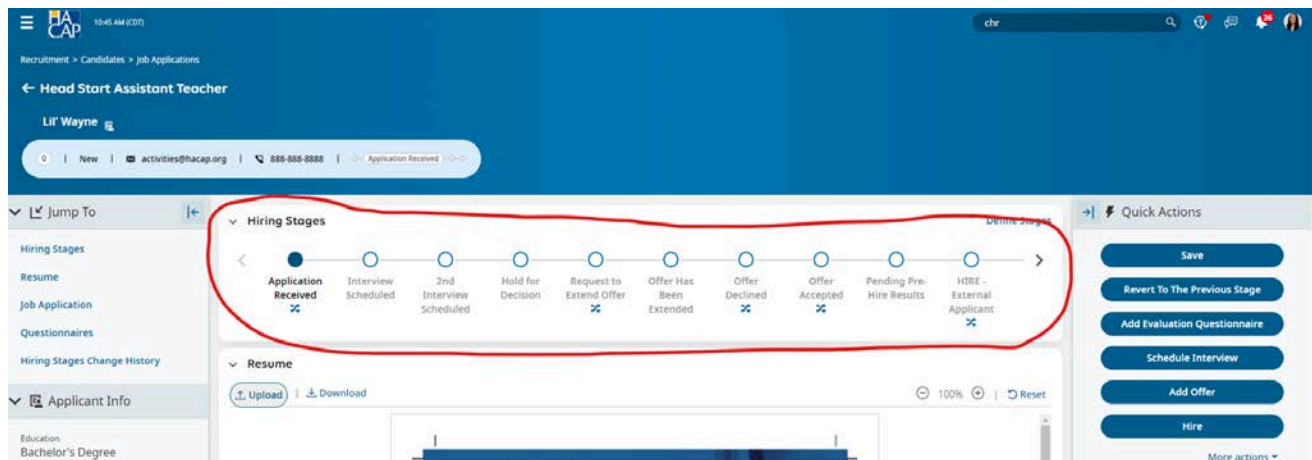 HACAP
10:45 AM (CDT)
chr
26
Recruitment > Candidates > Job Applications
← Head Start Assistant Teacher
Lil' Wayne
0 | New | activities@hacap.org | 888-888-8888 | Application Received
Jump To
Hiring Stages
Resume
Job Application
Questionnaires
Hiring Stages Change History
Applicant Info
Education
Bachelor's Degree
Hiring Stages
Define Stages
Application
Received
Interview
Scheduled
2nd
Interview
Scheduled
Hold for
Decision
Request to
Extend Offer
Offer Has
Been
Extended
Offer
Declined
Offer
Accepted
Pending Pre-
Hire Results
HIRE -
External
Applicant
Resume
Upload | Download
100% | Reset
Quick Actions
Save
Revert To The Previous Stage
Add Evaluation Questionnaire
Schedule Interview
Add Offer
Hire
More actions